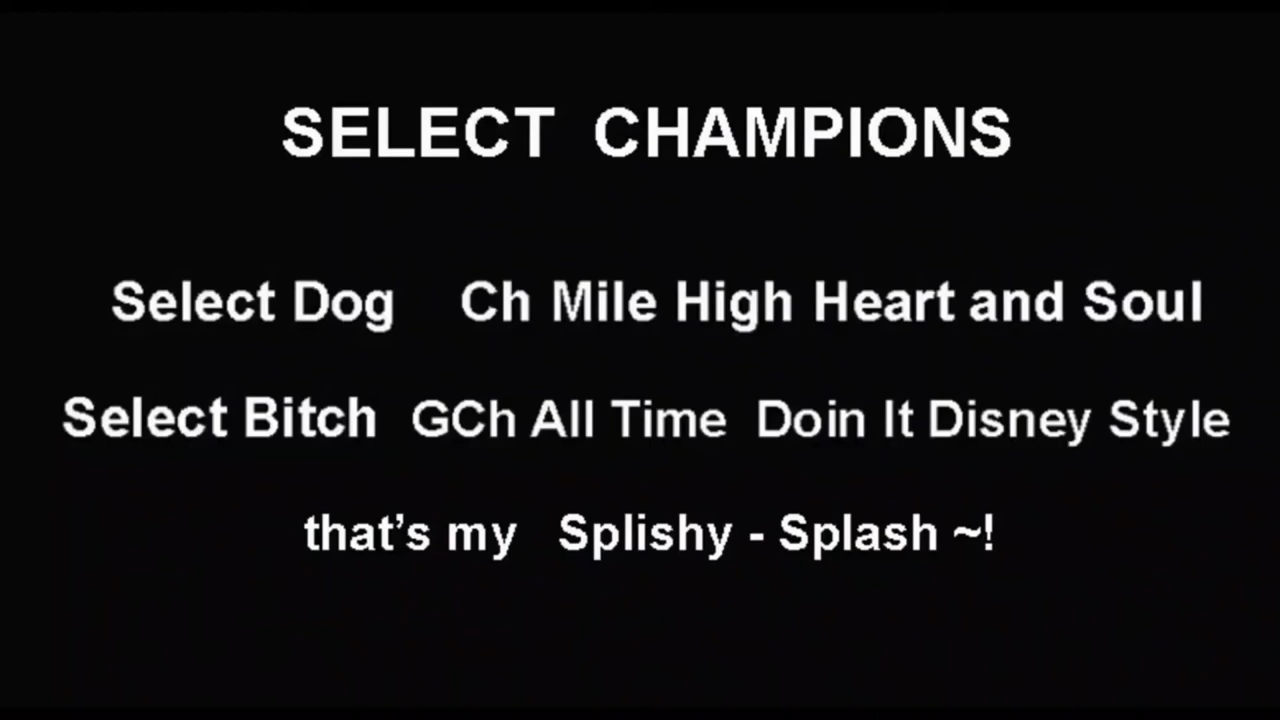 SELECT CHAMPIONS
Select Dog Ch Mile High Heart and Soul
Select Bitch GCh All Time Doin It Disney Style
that's my Splishy - Splash ~!